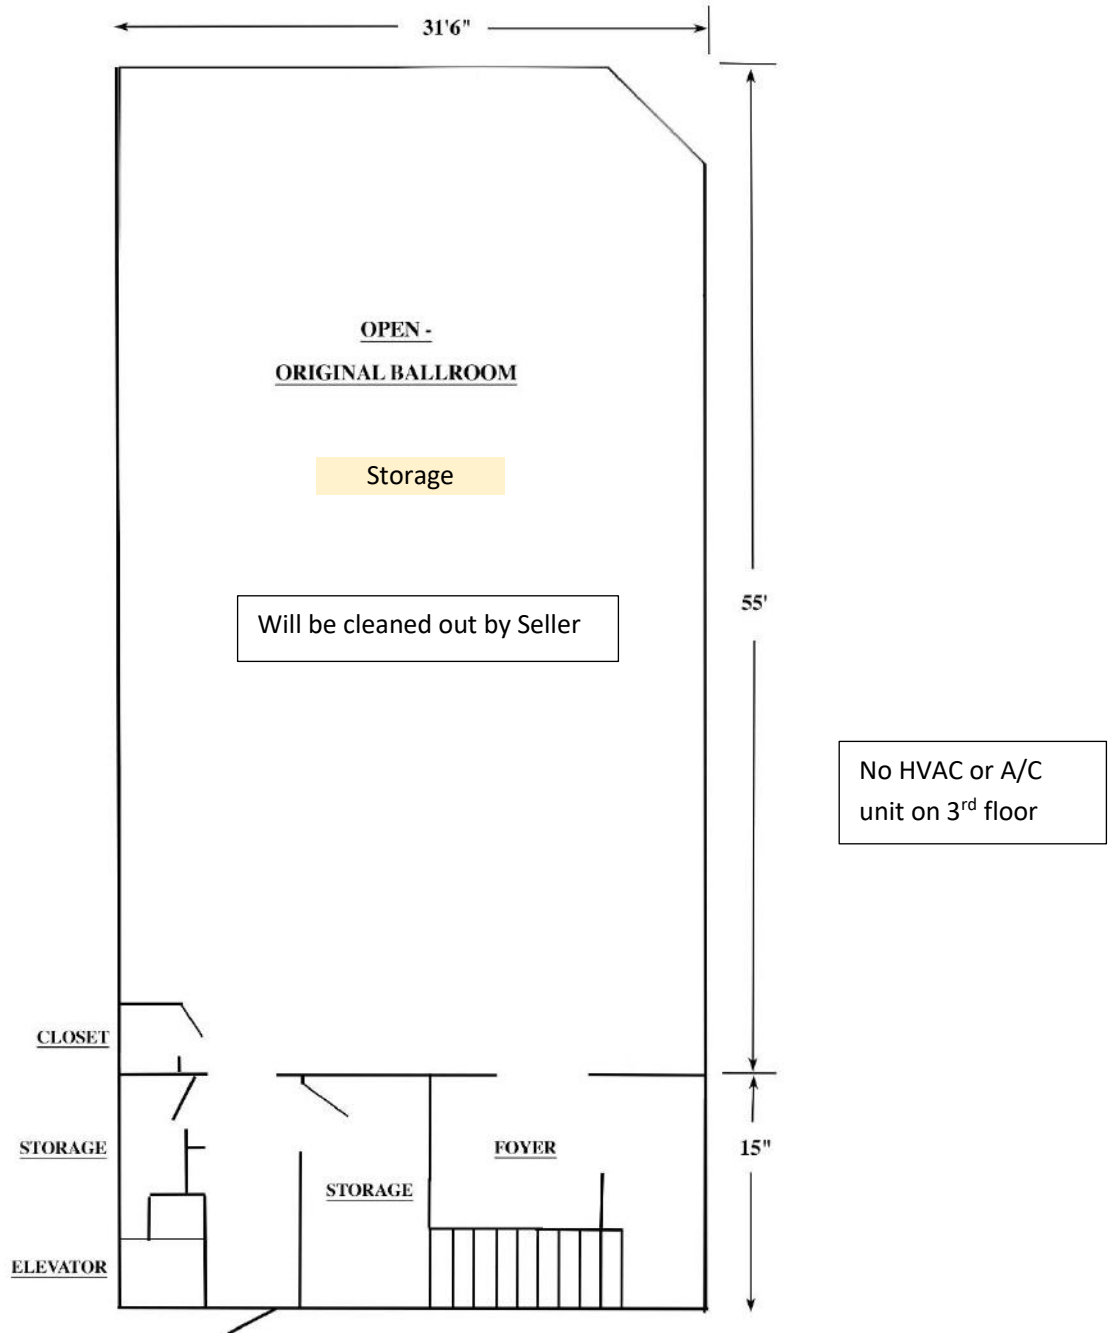 31'6"
OPEN -
ORIGINAL BALLROOM
Storage
Will be cleaned out by Seller
55'
No HVAC or A/C
unit on 3rd floor
CLOSET
STORAGE
FOYER
15"
STORAGE
ELEVATOR